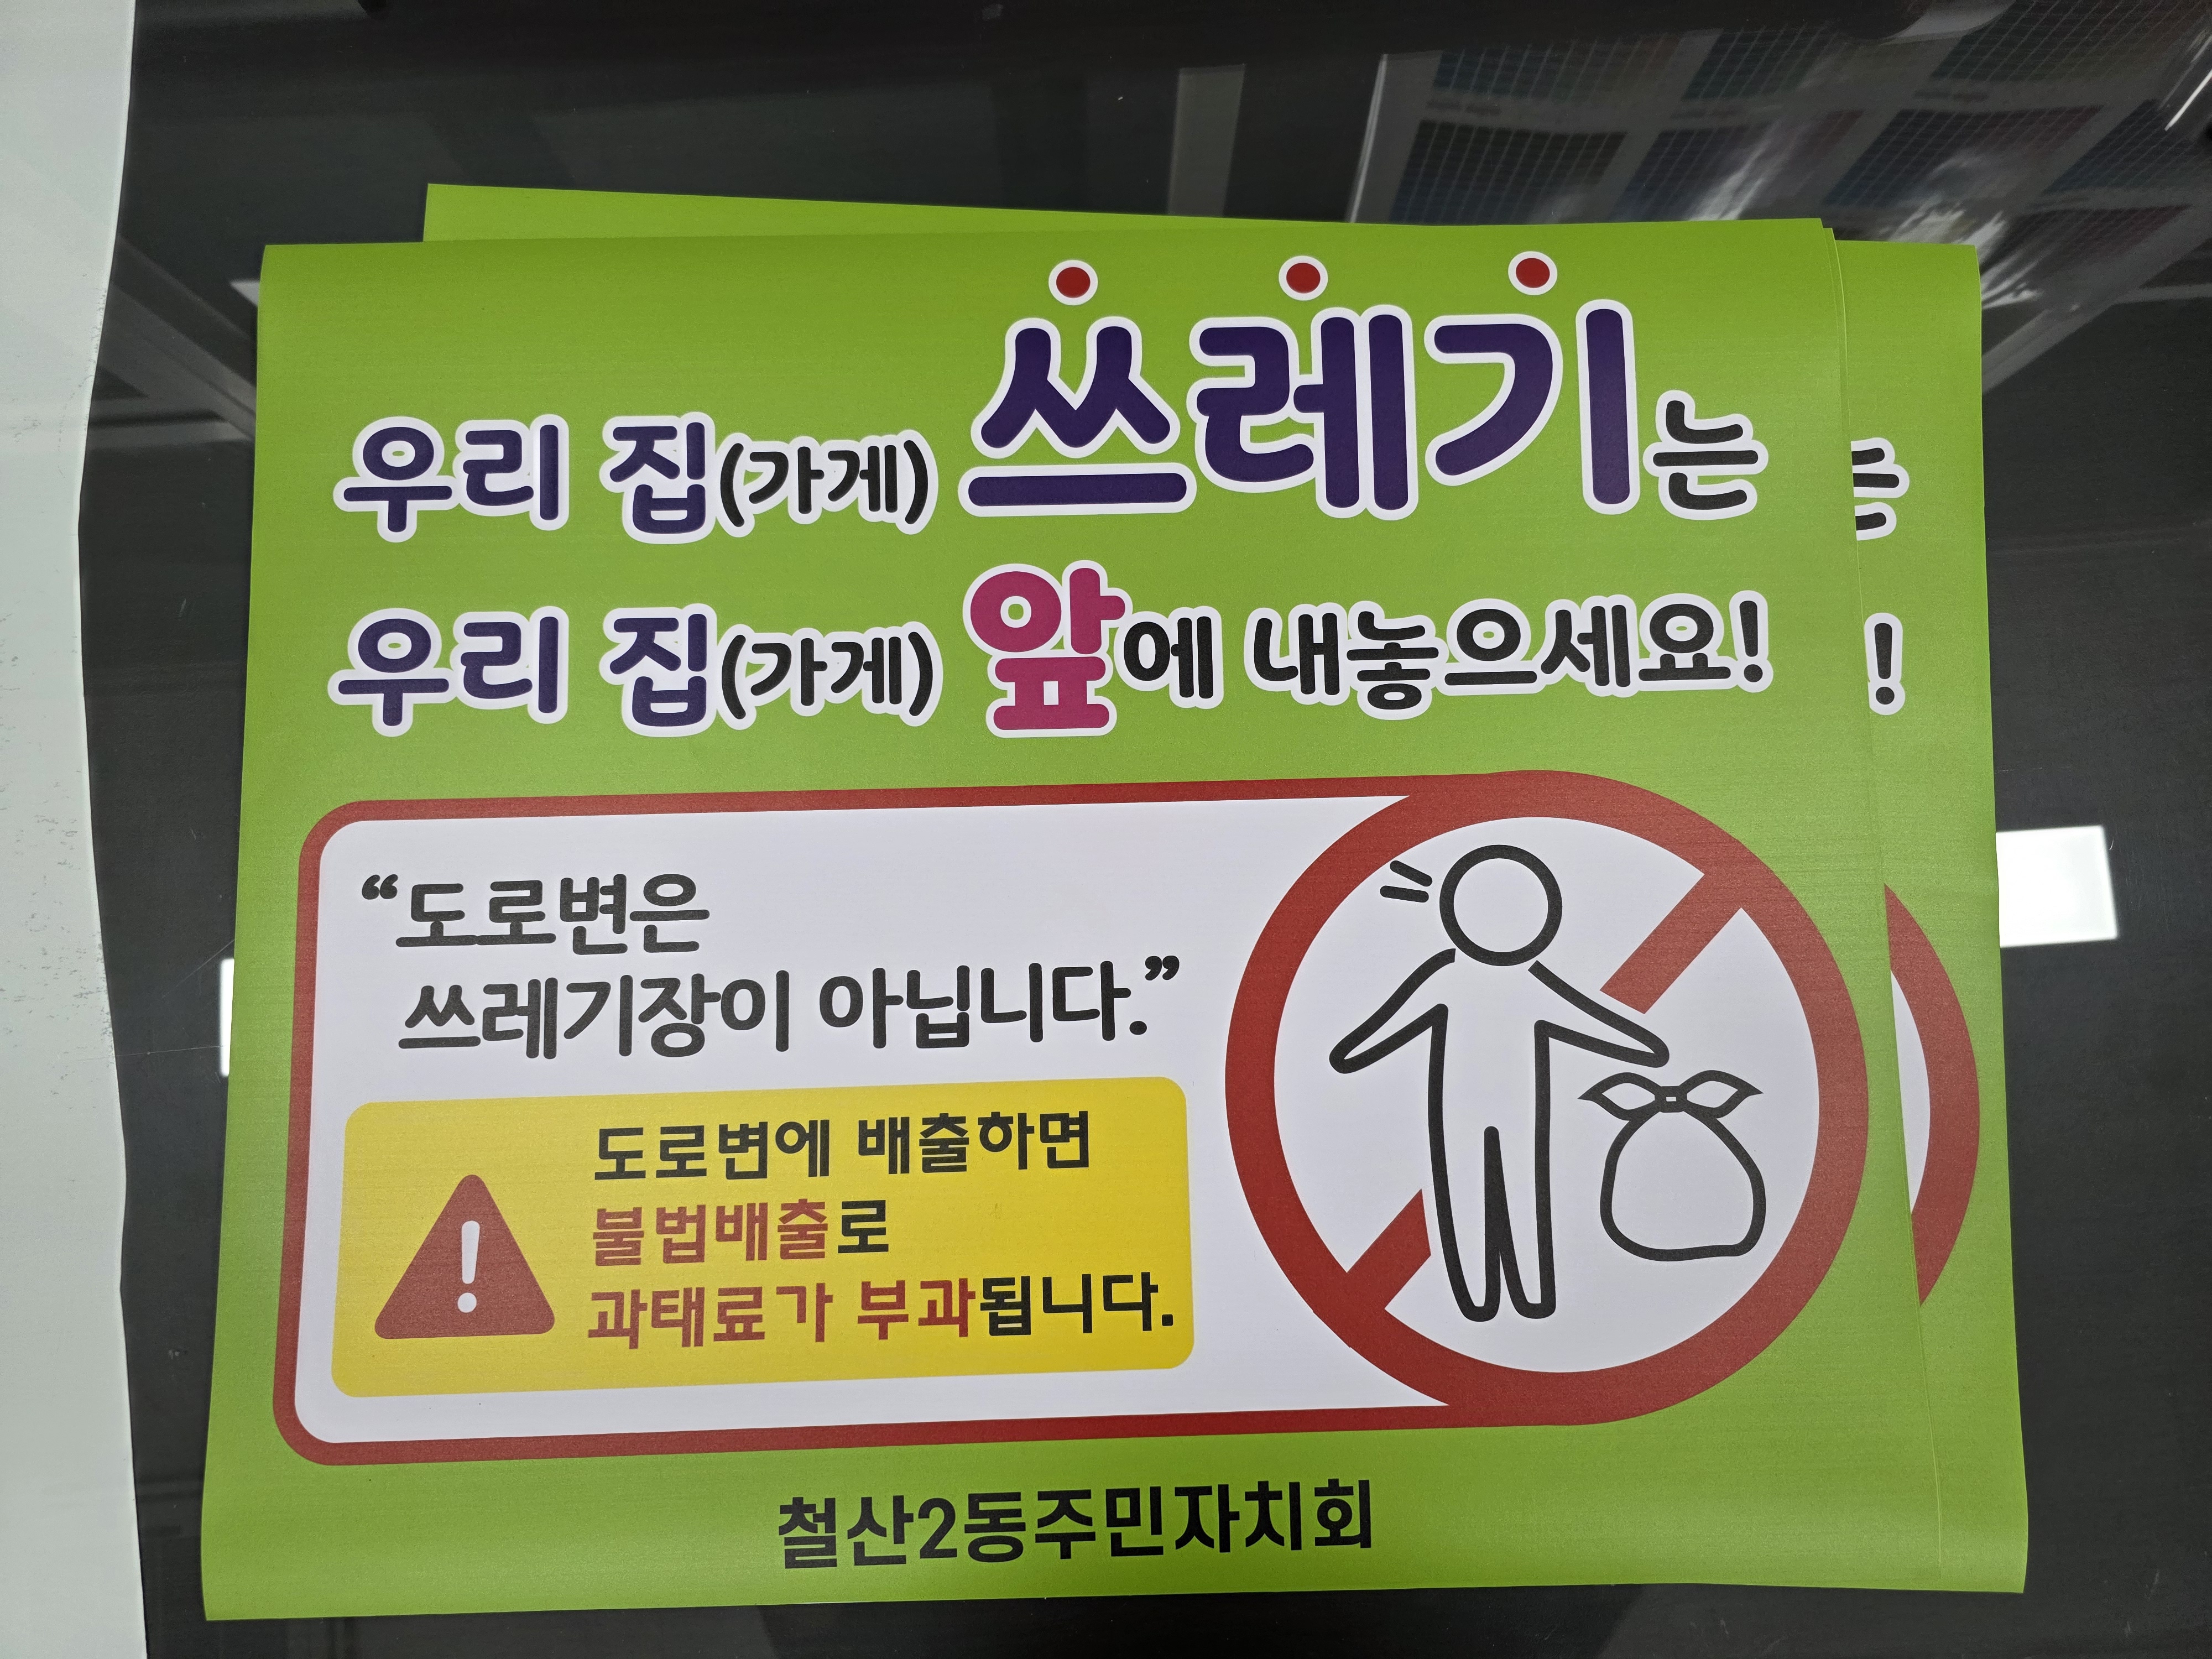 우리 집(가게) 쓰레기는
우리 집(가게) 앞에 내놓으세요!
“도로변은
쓰레기장이 아닙니다.”
도로변에 배출하면
불법배출로
과태료가 부과됩니다.
철산2동주민자치회
는
!